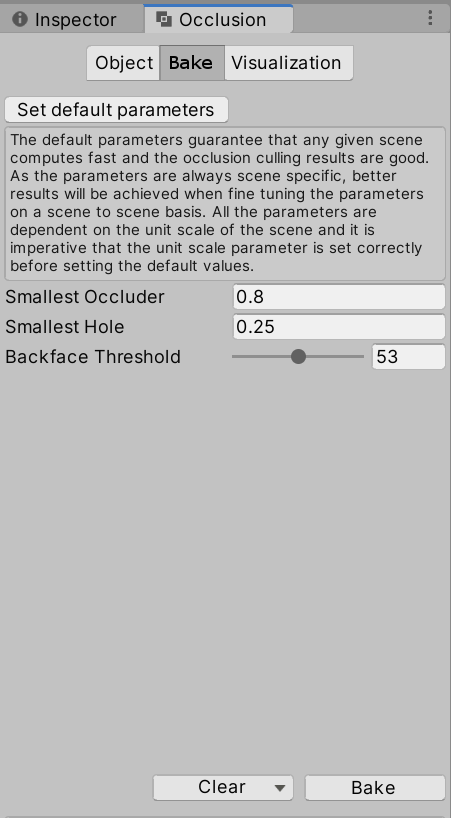 Inspector Occlusion
Object Bake Visualization
Set default parameters
The default parameters guarantee that any given scene
computes fast and the occlusion culling results are good.
As the parameters are always scene specific, better
results will be achieved when fine tuning the parameters
on a scene to scene basis. All the parameters are
dependent on the unit scale of the scene and it is
imperative that the unit scale parameter is set correctly
before setting the default values.
Smallest Occluder 0.8
Smallest Hole 0.25
Backface Threshold 53
Clear Bake